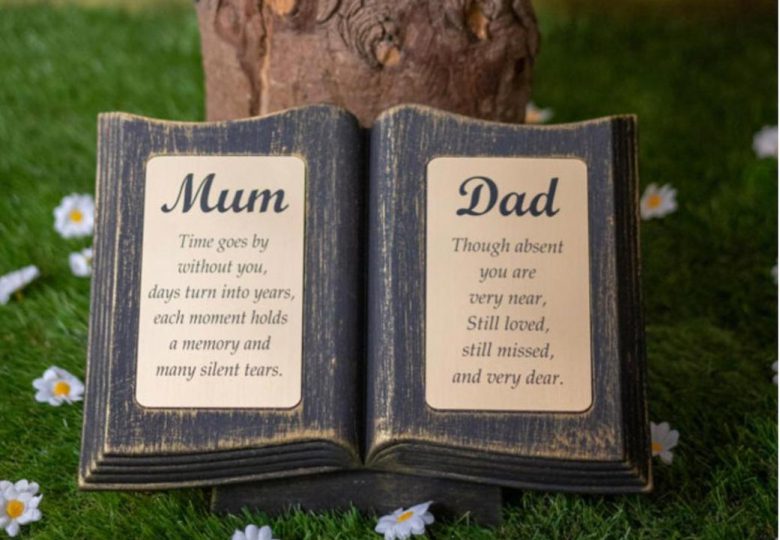 Mum
Time goes by
without you,
days turn into years,
each moment holds
a memory and
many silent tears.
Dad
Though absent
you are
very near,
Still loved,
still missed,
and very dear.